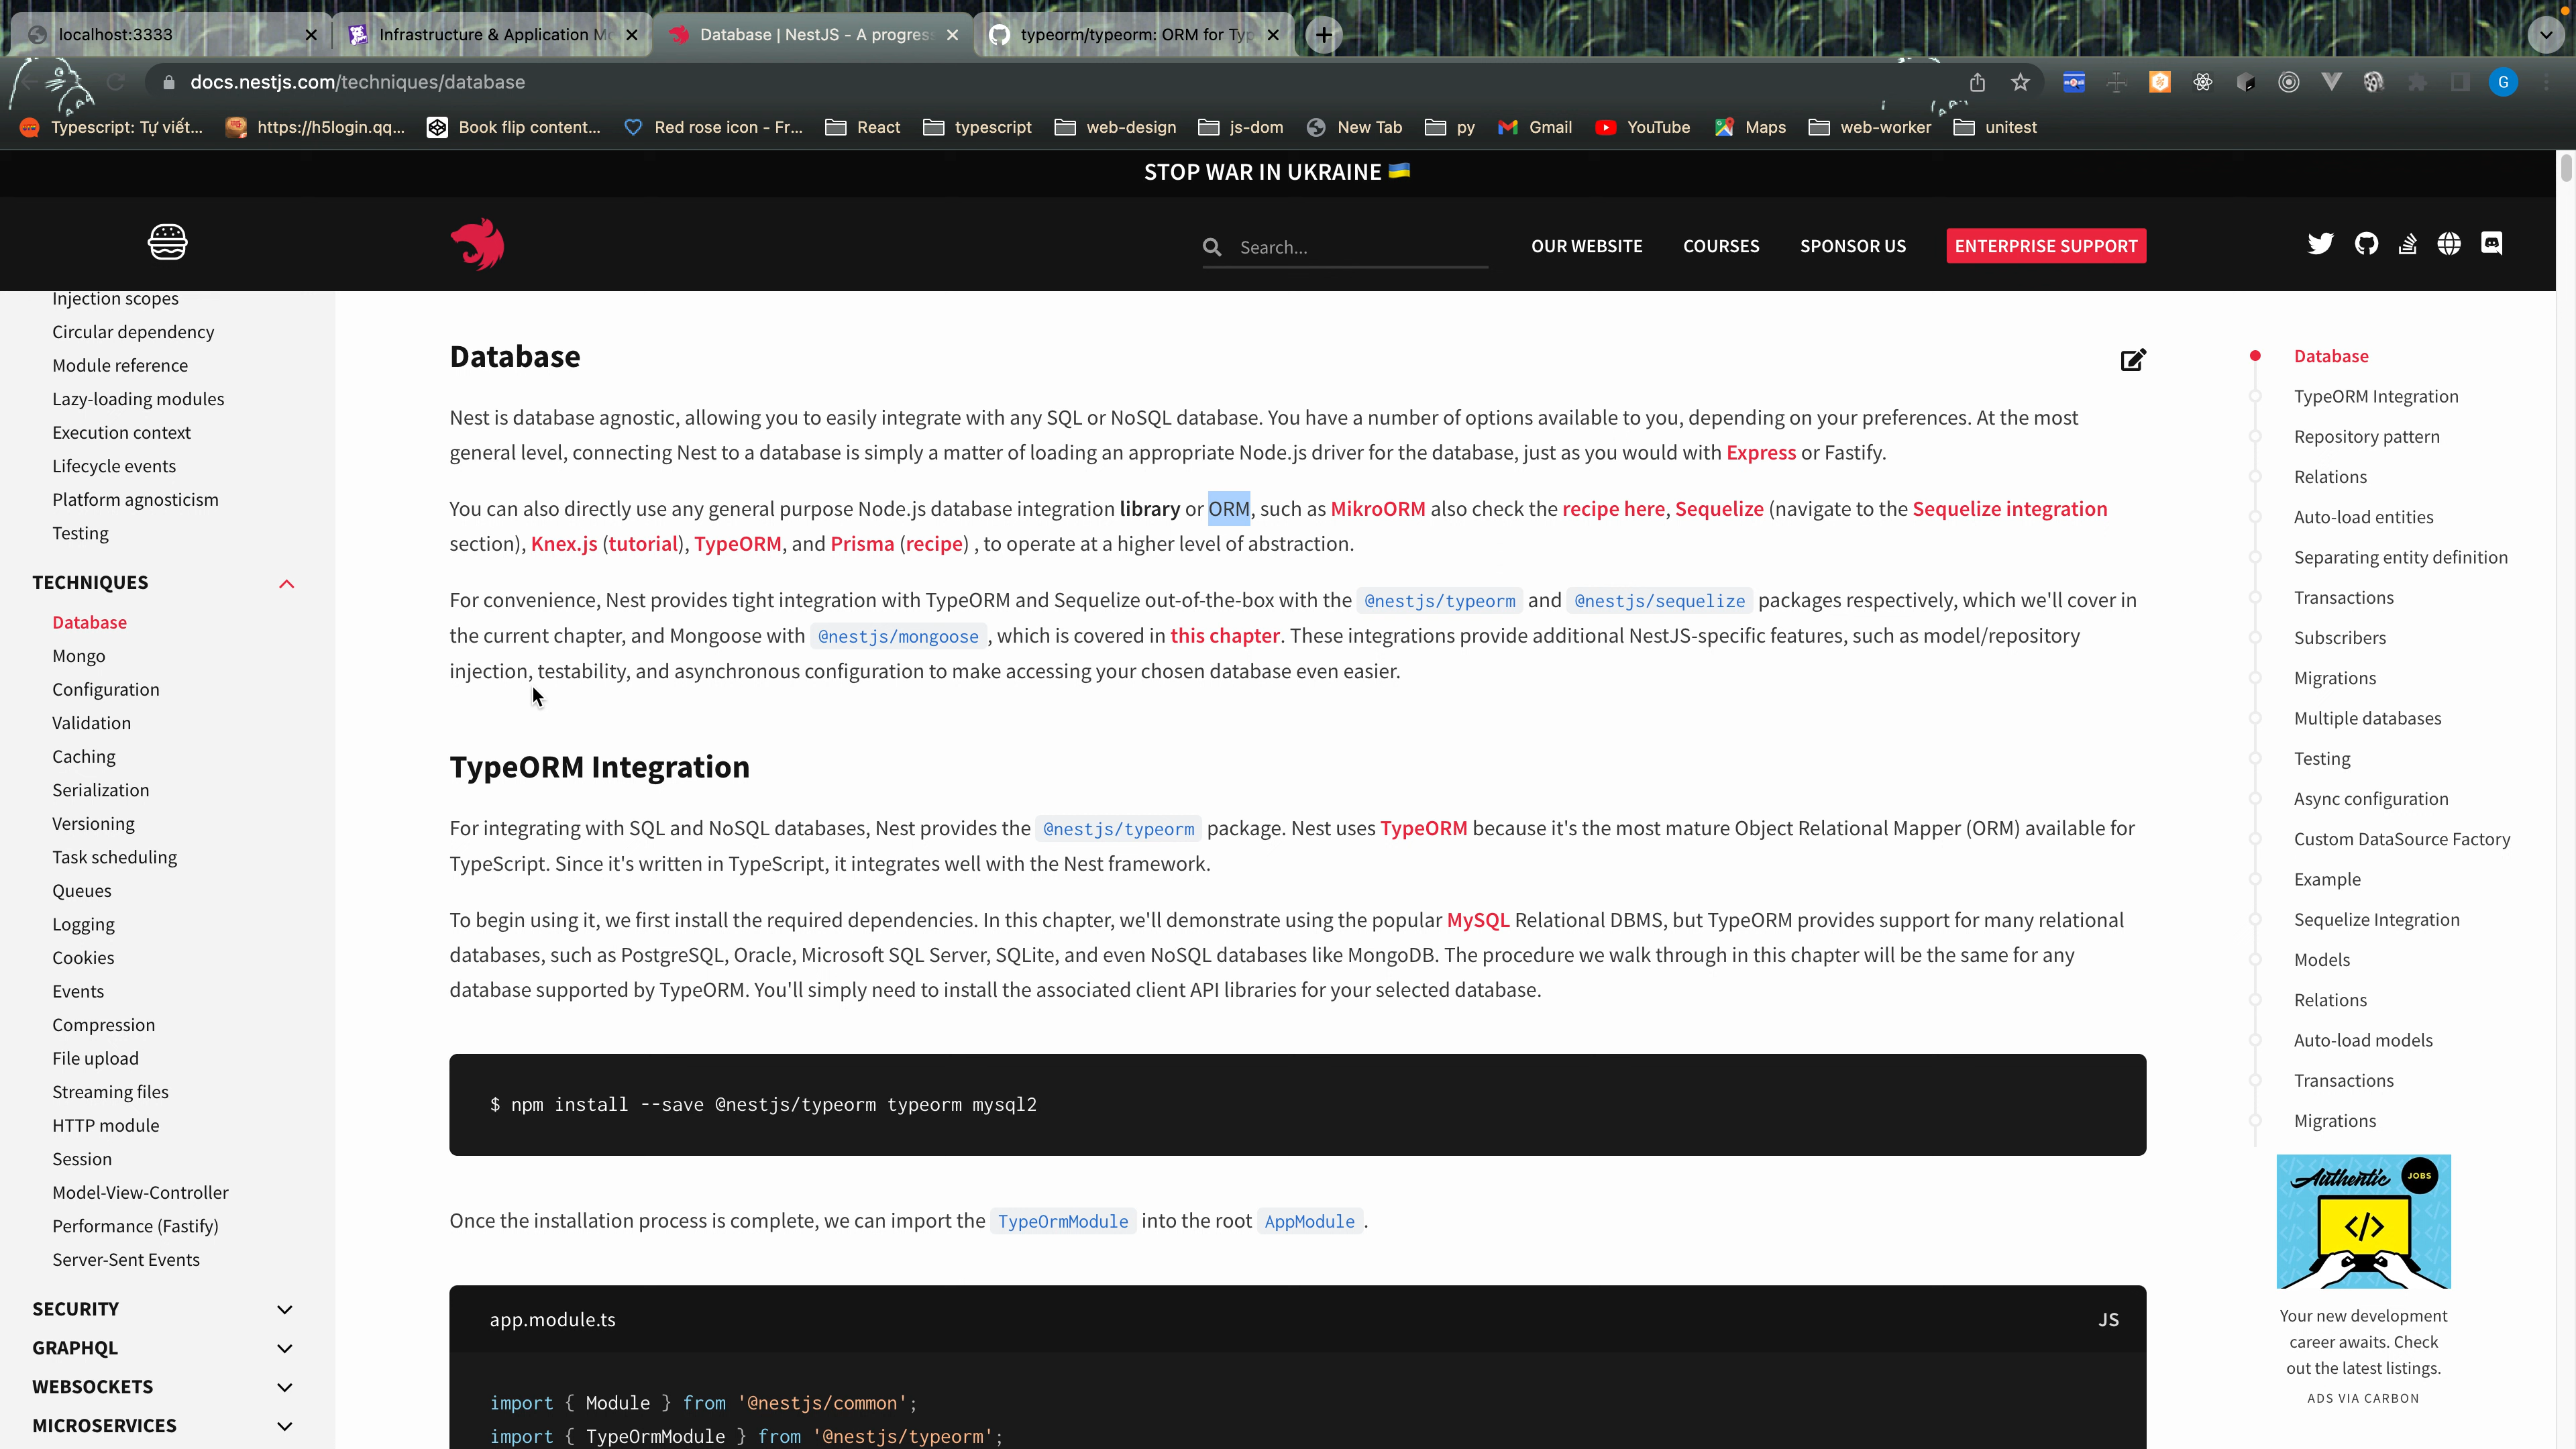 localhost:3333
Infrastructure & Application Mo
Database | NestJS - A progress
typeorm/typeorm: ORM for Typ
docs.nestjs.com/techniques/database
G
Typescript: Tự viết...
https://h5login.qq...
Book flip content...
Red rose icon - Fr...
React
typescript
web-design
js-dom
New Tab
py
Gmail
YouTube
Maps
web-worker
unitest
STOP WAR IN UKRAINE 🇺🇦
Search...
OUR WEBSITE
COURSES
SPONSOR US
ENTERPRISE SUPPORT
Injection scopes
Circular dependency
Module reference
Lazy-loading modules
Execution context
Lifecycle events
Platform agnosticism
Testing
TECHNIQUES
Database
Mongo
Configuration
Validation
Caching
Serialization
Versioning
Task scheduling
Queues
Logging
Cookies
Events
Compression
File upload
Streaming files
HTTP module
Session
Model-View-Controller
Performance (Fastify)
Server-Sent Events
SECURITY
GRAPHQL
WEBSOCKETS
MICROSERVICES
Database
Nest is database agnostic, allowing you to easily integrate with any SQL or NoSQL database. You have a number of options available to you, depending on your preferences. At the most
general level, connecting Nest to a database is simply a matter of loading an appropriate Node.js driver for the database, just as you would with Express or Fastify.
You can also directly use any general purpose Node.js database integration library or ORM, such as MikroORM also check the recipe here, Sequelize (navigate to the Sequelize integration
section), Knex.js (tutorial), TypeORM, and Prisma (recipe) , to operate at a higher level of abstraction.
For convenience, Nest provides tight integration with TypeORM and Sequelize out-of-the-box with the @nestjs/typeorm and @nestjs/sequelize packages respectively, which we'll cover in
the current chapter, and Mongoose with @nestjs/mongoose, which is covered in this chapter. These integrations provide additional NestJS-specific features, such as model/repository
injection, testability, and asynchronous configuration to make accessing your chosen database even easier.
TypeORM Integration
For integrating with SQL and NoSQL databases, Nest provides the @nestjs/typeorm package. Nest uses TypeORM because it's the most mature Object Relational Mapper (ORM) available for
TypeScript. Since it's written in TypeScript, it integrates well with the Nest framework.
To begin using it, we first install the required dependencies. In this chapter, we'll demonstrate using the popular MySQL Relational DBMS, but TypeORM provides support for many relational
databases, such as PostgreSQL, Oracle, Microsoft SQL Server, SQLite, and even NoSQL databases like MongoDB. The procedure we walk through in this chapter will be the same for any
database supported by TypeORM. You'll simply need to install the associated client API libraries for your selected database.
$ npm install --save @nestjs/typeorm typeorm mysql2
Once the installation process is complete, we can import the TypeOrmModule into the root AppModule.
app.module.ts
JS
import { Module } from '@nestjs/common';
import { TypeOrmModule } from '@nestjs/typeorm';
Database
TypeORM Integration
Repository pattern
Relations
Auto-load entities
Separating entity definition
Transactions
Subscribers
Migrations
Multiple databases
Testing
Async configuration
Custom DataSource Factory
Example
Sequelize Integration
Models
Relations
Auto-load models
Transactions
Migrations
Authentic
JOBS
</>
Your new development
career awaits. Check
out the latest listings.
ADS VIA CARBON